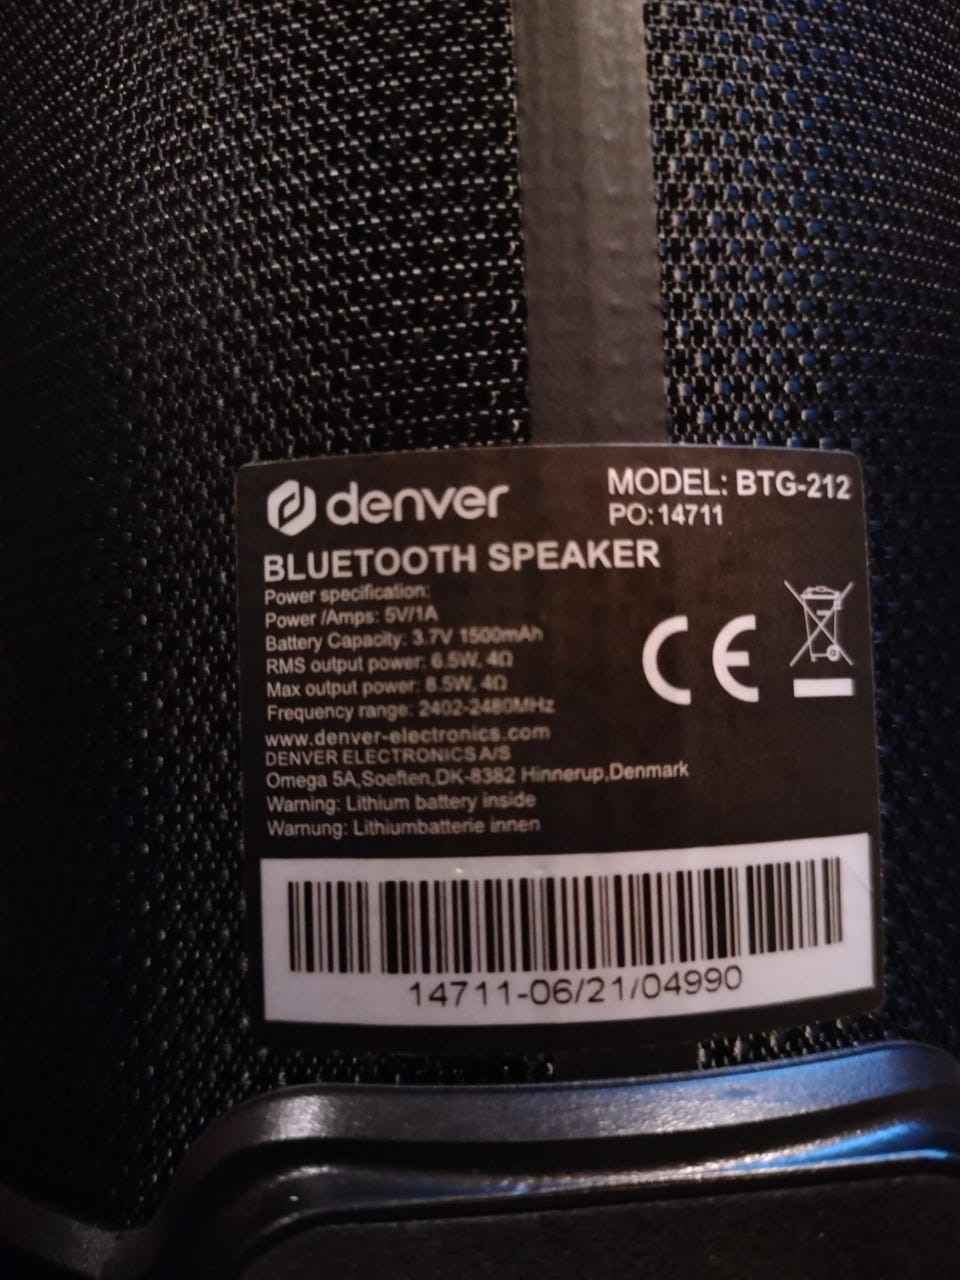 denver
MODEL: BTG-212
PO: 14711
BLUETOOTH SPEAKER
Power specification:
Power /Amps: 5V/1A
Battery Capacity: 3.7V 1500mAh
RMS output power: 6.5W, 4Ω
Max output power: 8.5W, 4Ω
Frequency range: 2402-2480MHz
www.denver-electronics.com
DENVER ELECTRONICS A/S
Omega 5A,Soeften,DK-8382 Hinnerup,Denmark
Warning: Lithium battery inside
Warnung: Lithiumbatterie innen
CE
14711-06/21/04990